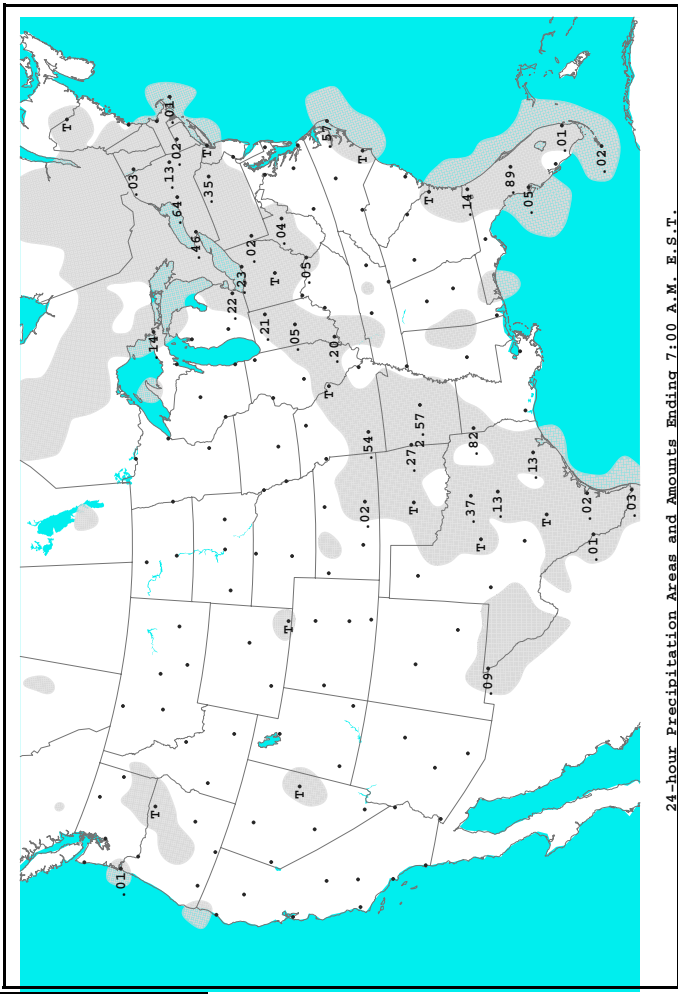 T
.01
.03
T
.14
.13
.01
.02
.64
.46
T
.35
.22
.23
.02
.21
T
.04
T
.05
T
.05
.57
T
.20
T
.02
.54
.27
T
2.57
T
.14
.37
.82
T
.09
.13
.89
.05
.13
T
.01
.02
.01
.02
.03
24-hour Precipitation Areas and Amounts Ending 7:00 A.M. E.S.T.